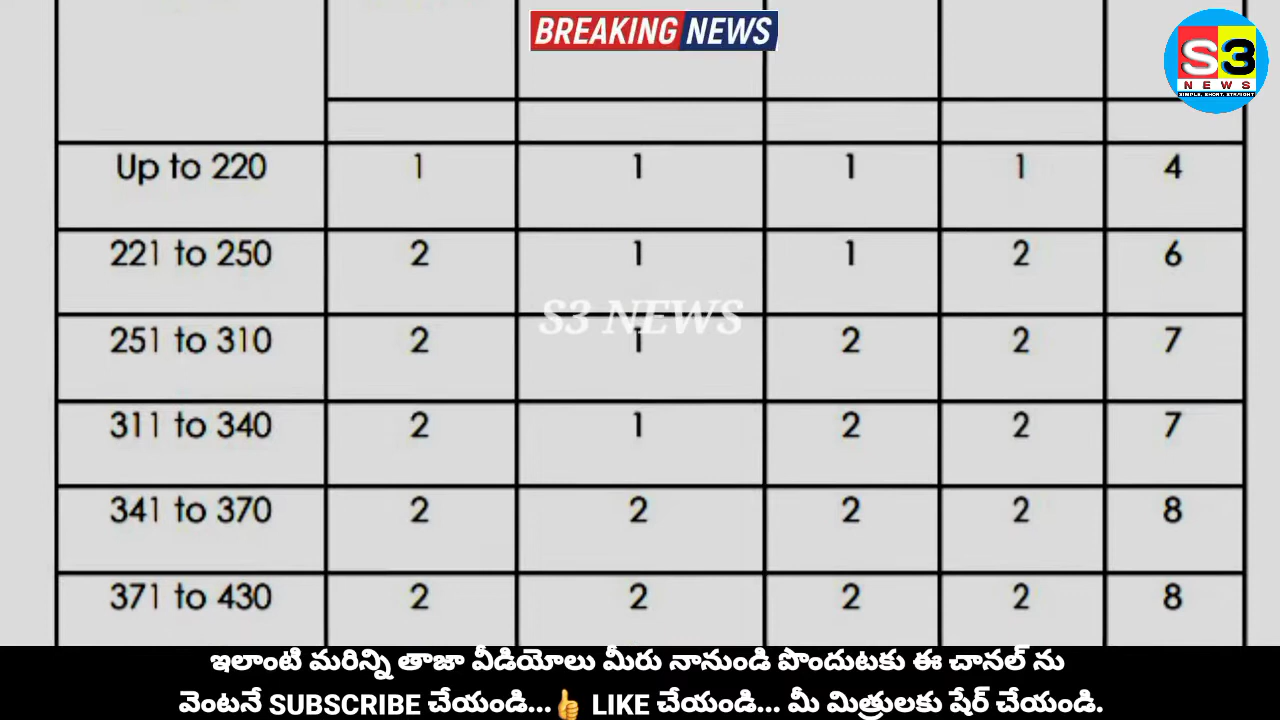 BREAKING NEWS
S3
NEWS
SIMPLE. SHORT. STRAIGHT
Up to 220 1 1 1 1 4
221 to 250 2 1 1 2 6
S3 NEWS
251 to 310 2 1 2 2 7
311 to 340 2 1 2 2 7
341 to 370 2 2 2 2 8
371 to 430 2 2 2 2 8
ఇలాంటి మరిన్ని తాజా వీడియోలు మీరు నానుండి పొందుటకు ఈ చానల్ ను
వెంటనే SUBSCRIBE చేయండి...👍 LIKE చేయండి... మీ మిత్రులకు షేర్ చేయండి.